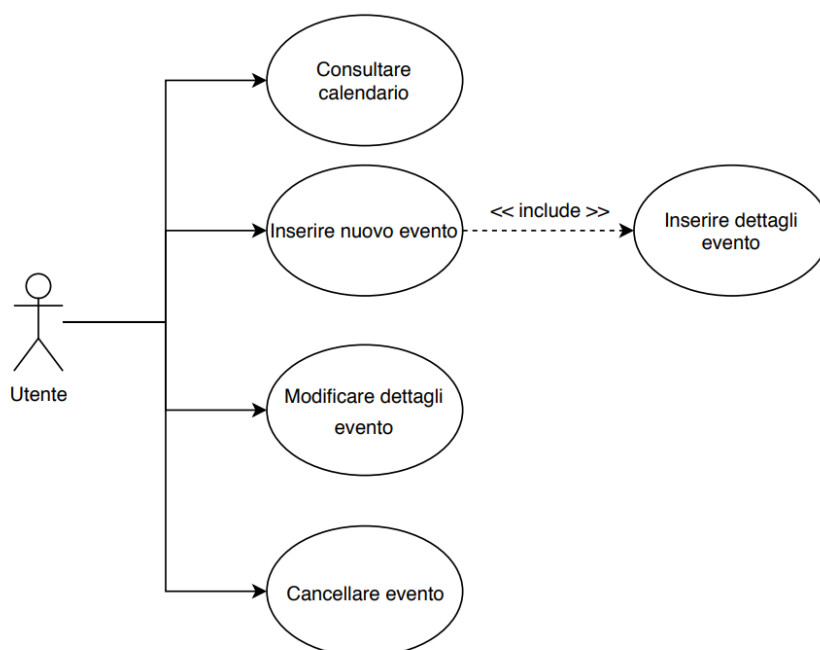 Consultare
calendario
Inserire nuovo evento
<< include >>
Inserire dettagli
evento
Utente
Modificare dettagli
evento
Cancellare evento